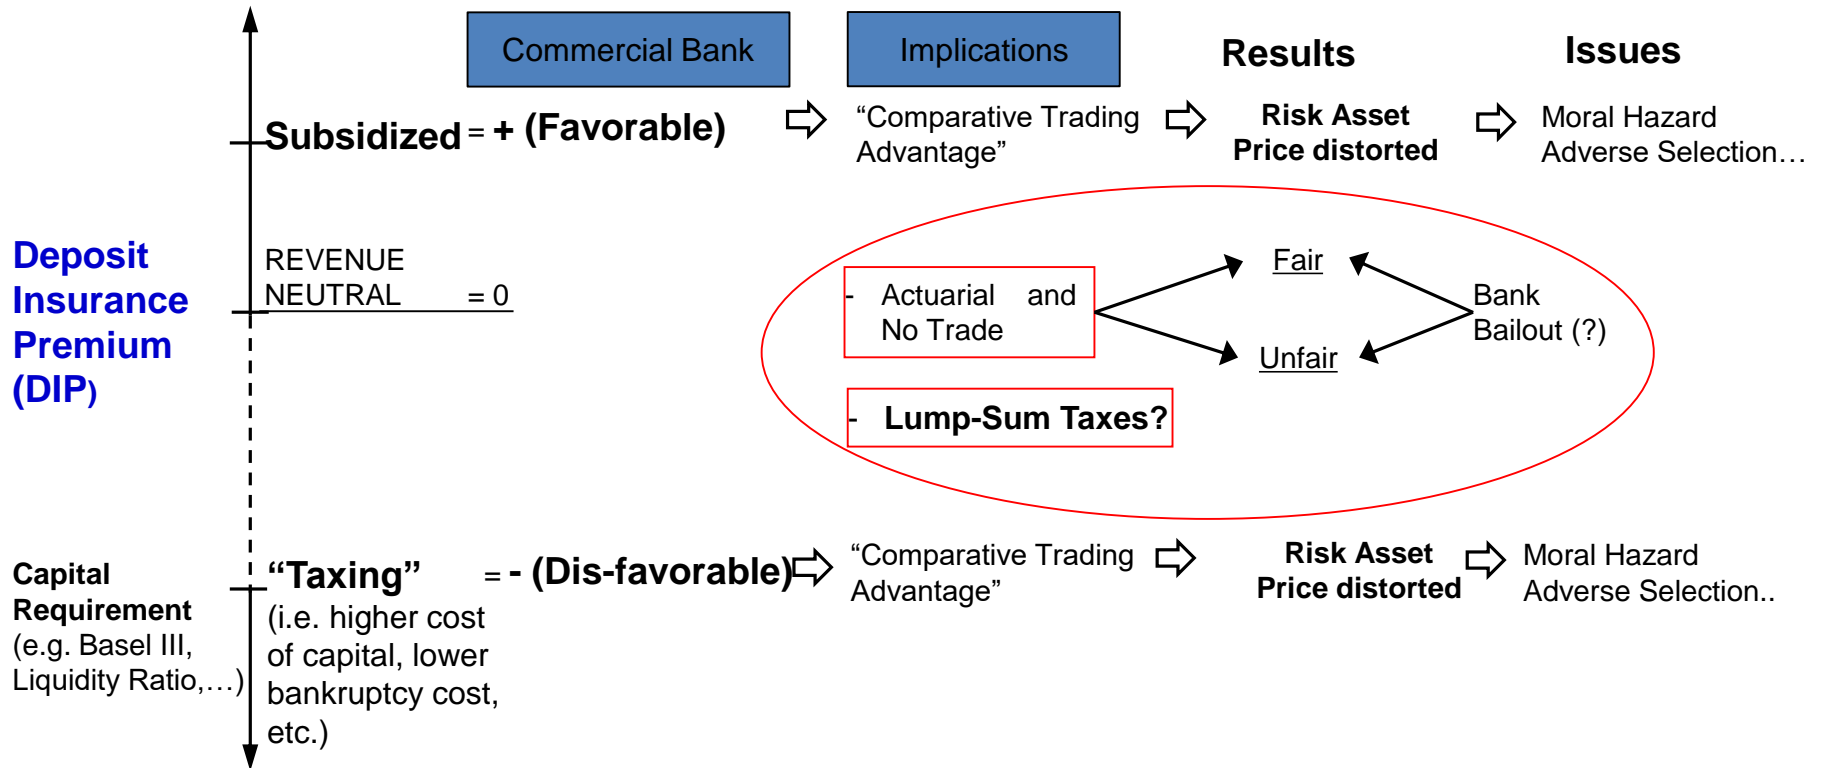 Commercial Bank
Implications
Results
Issues
Subsidized = + (Favorable)
“Comparative Trading
Advantage”
Risk Asset
Price distorted
Moral Hazard
Adverse Selection…
Deposit
Insurance
Premium
(DIP)
REVENUE
NEUTRAL = 0
- Actuarial and
No Trade
Fair
Unfair
Bank
Bailout (?)
- Lump-Sum Taxes?
Capital
Requirement
(e.g. Basel III,
Liquidity Ratio,…)
“Taxing” = - (Dis-favorable)
(i.e. higher cost
of capital, lower
bankruptcy cost,
etc.)
“Comparative Trading
Advantage”
Risk Asset
Price distorted
Moral Hazard
Adverse Selection..